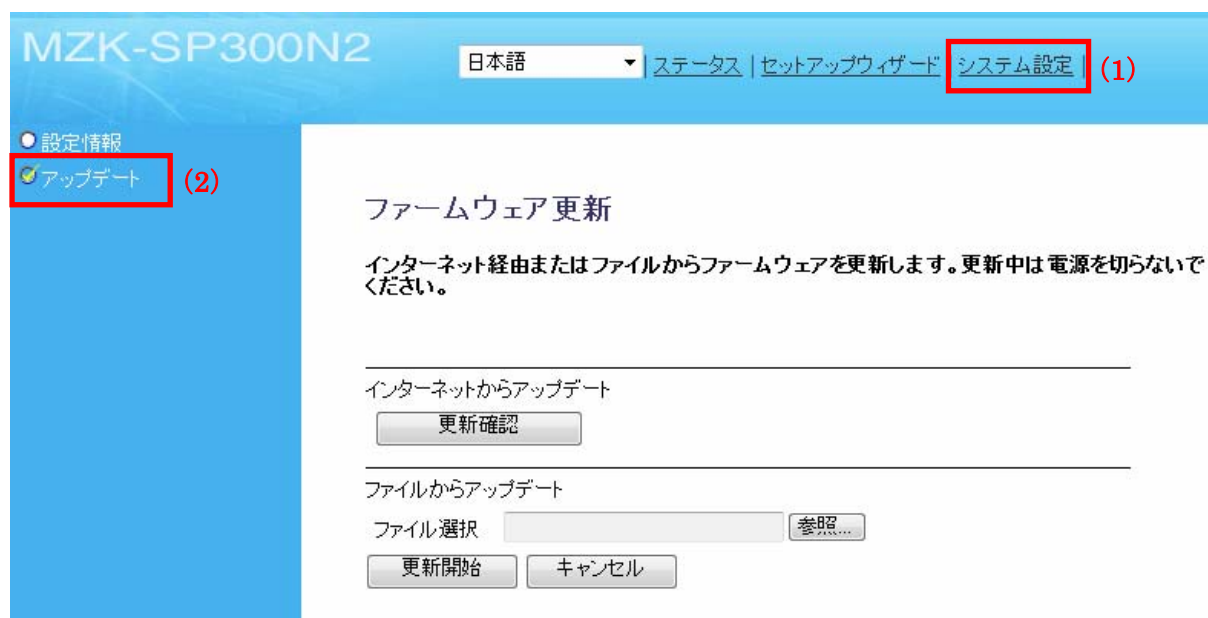 MZK-SP300N2
日本語 | ステータス | セットアップウィザード システム設定 | (1)
設定情報
アップデート (2)
ファームウェア更新
インターネット経由またはファイルからファームウェアを更新します。更新中は電源を切らないで
ください。
インターネットからアップデート
更新確認
ファイルからアップデート
ファイル選択 参照...
更新開始 キャンセル